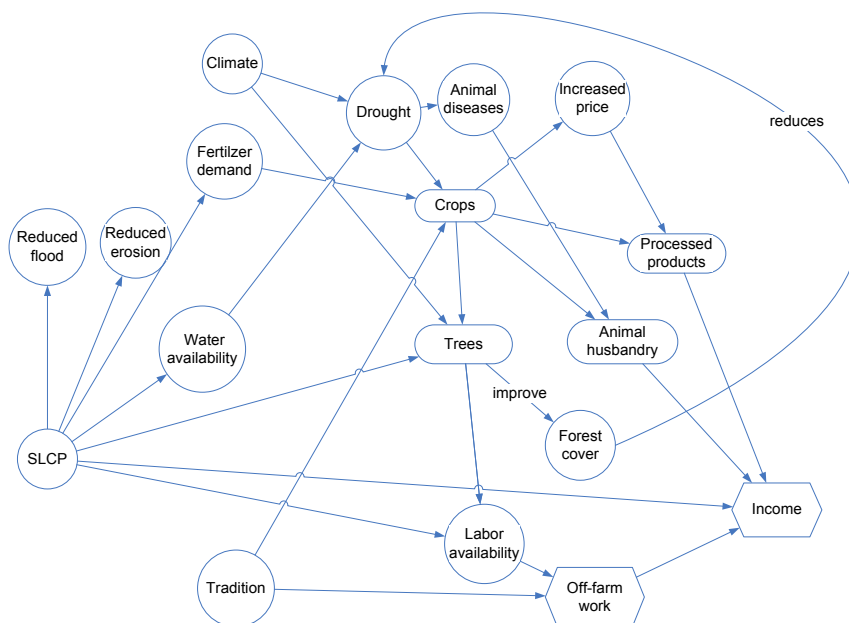 Climate
Drought
Animal
diseases
Increased
price
reduces
Fertilzer
demand
Crops
Reduced
flood
Reduced
erosion
Processed
products
Water
availability
Trees
Animal
husbandry
improve
Forest
cover
SLCP
Income
Labor
availability
Tradition
Off-farm
work